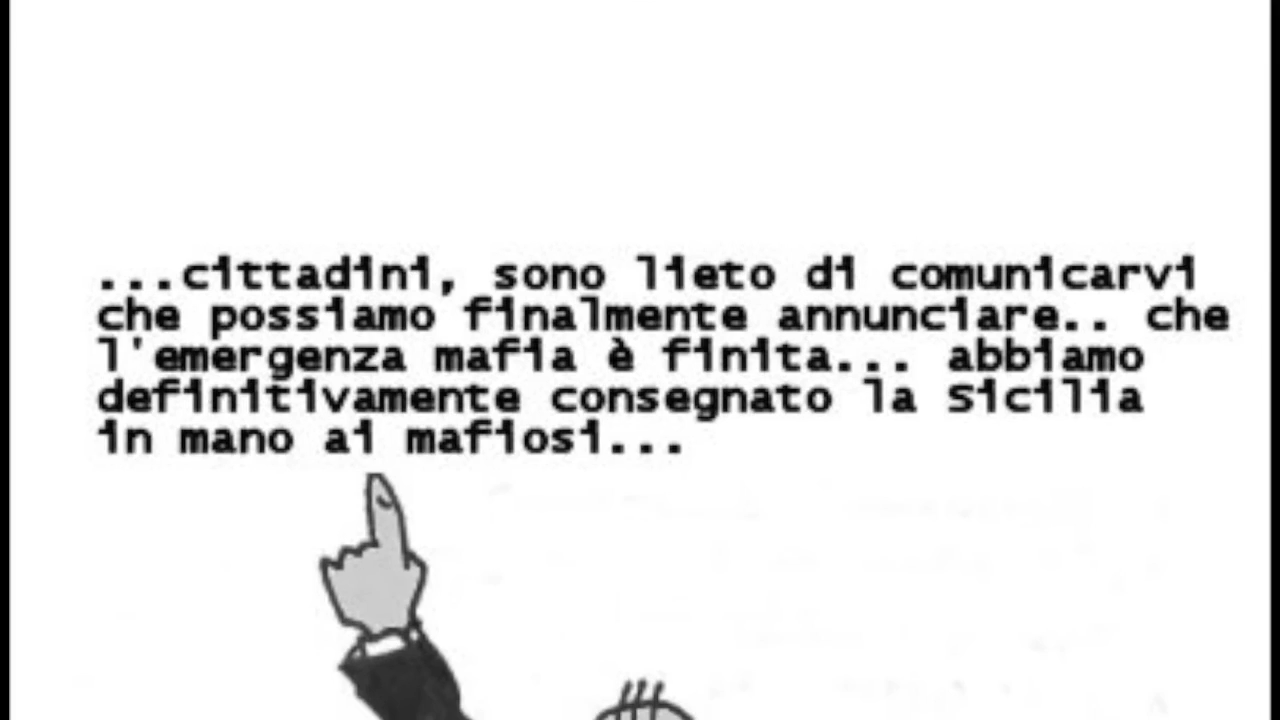 ...cittadini, sono lieto di comunicarvi
che possiamo finalmente annunciare.. che
l'emergenza mafia è finita... abbiamo
definitivamente consegnato la Sicilia
in mano ai mafiosi...